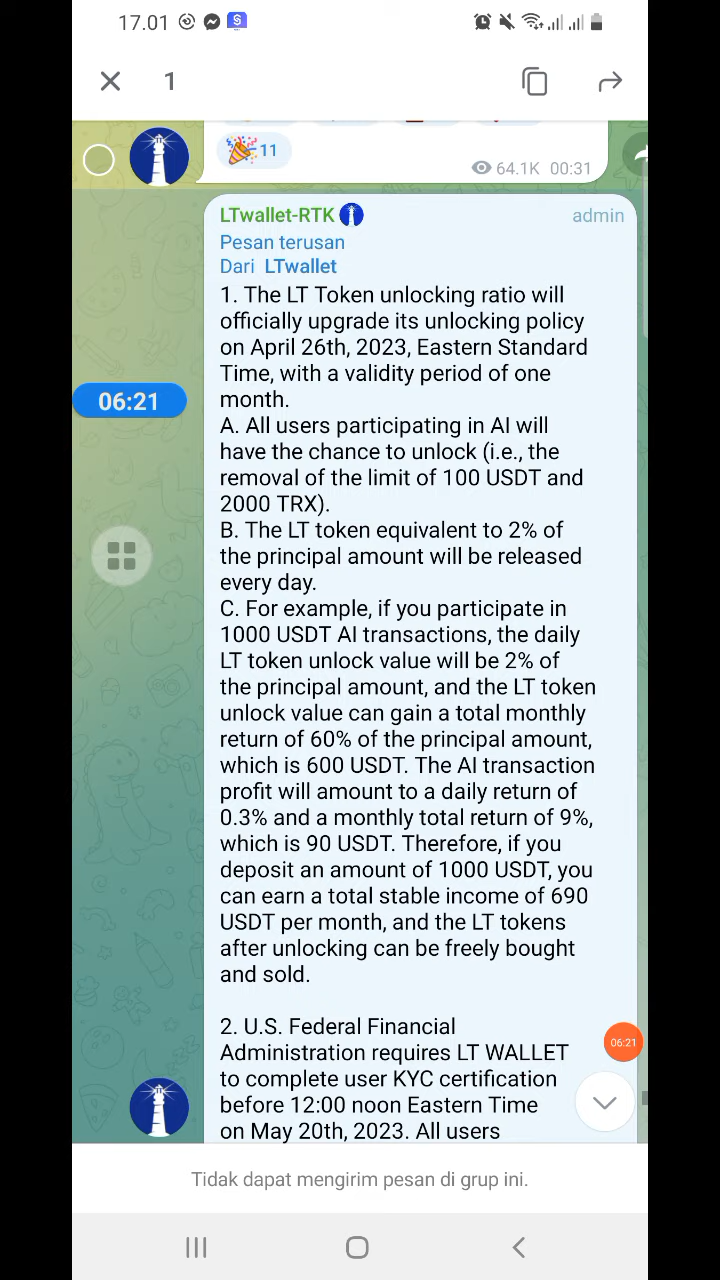 17.01
1
11
64.1K 00:31
LTwallet-RTK
admin
Pesan terusan
Dari LTwallet
1. The LT Token unlocking ratio will
officially upgrade its unlocking policy
on April 26th, 2023, Eastern Standard
Time, with a validity period of one
month.
A. All users participating in AI will
have the chance to unlock (i.e., the
removal of the limit of 100 USDT and
2000 TRX).
B. The LT token equivalent to 2% of
the principal amount will be released
every day.
C. For example, if you participate in
1000 USDT AI transactions, the daily
LT token unlock value will be 2% of
the principal amount, and the LT token
unlock value can gain a total monthly
return of 60% of the principal amount,
which is 600 USDT. The AI transaction
profit will amount to a daily return of
0.3% and a monthly total return of 9%,
which is 90 USDT. Therefore, if you
deposit an amount of 1000 USDT, you
can earn a total stable income of 690
USDT per month, and the LT tokens
after unlocking can be freely bought
and sold.
2. U.S. Federal Financial
Administration requires LT WALLET
to complete user KYC certification
before 12:00 noon Eastern Time
on May 20th, 2023. All users
06:21
06:21
Tidak dapat mengirim pesan di grup ini.